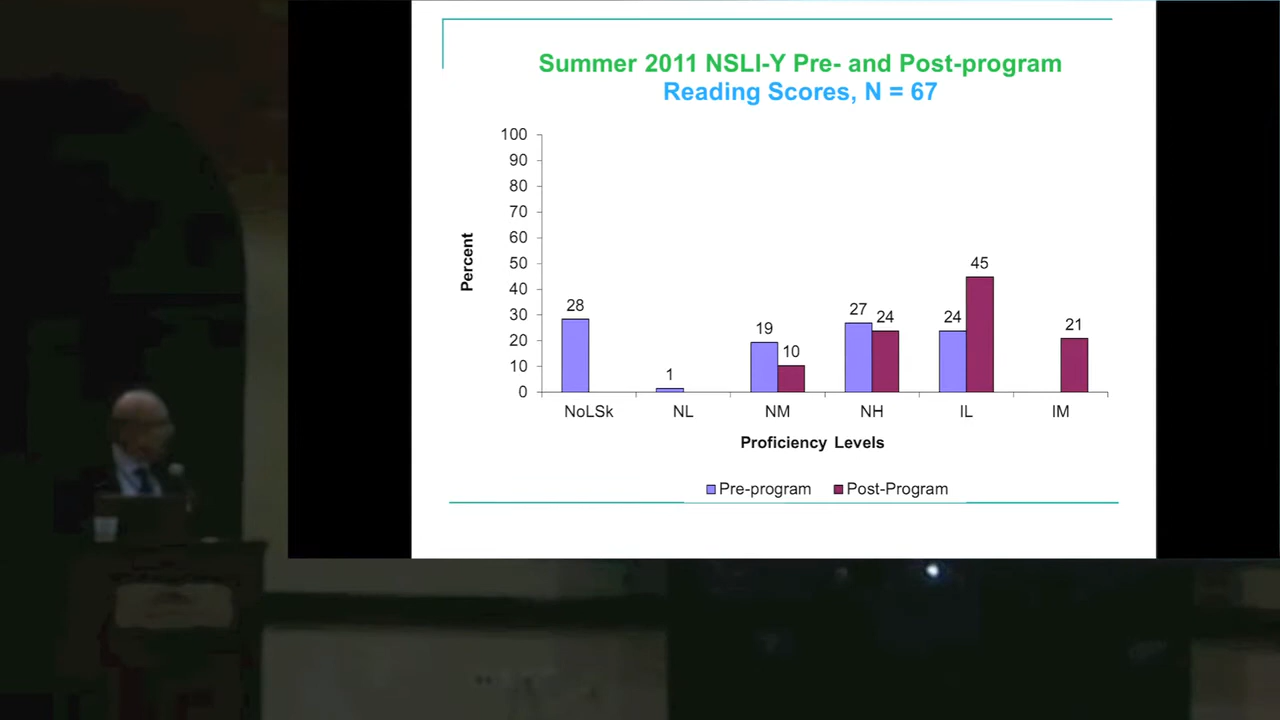 Summer 2011 NSLI-Y Pre- and Post-program
Reading Scores, N = 67
100
90
80
70
60
50
40
30
20
10
0
Percent
28
1
19
10
27
24
24
45
21
NoLSk
NL
NM
NH
IL
IM
Proficiency Levels
Pre-program
Post-Program